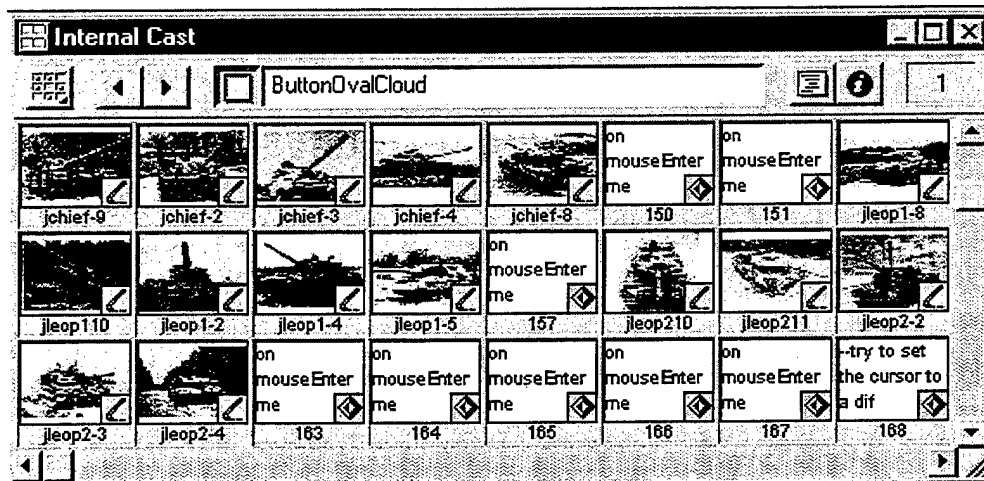 Internal Cast
ButtonOvalCloud
1
on
mouseEnter
me
on
mouseEnter
me
jchief-9
jchief-2
jchief-3
jchief-4
jchief-8
150
151
jleop1-8
on
mouseEnter
me
jleop110
jleop1-2
jleop1-4
jleop1-5
157
jleop210
jleop211
jleop2-2
on
mouseEnter
me
on
mouseEnter
me
on
mouseEnter
me
on
mouseEnter
me
on
mouseEnter
me
--try to set
the cursor to
a dif
jleop2-3
jleop2-4
163
164
165
166
167
168